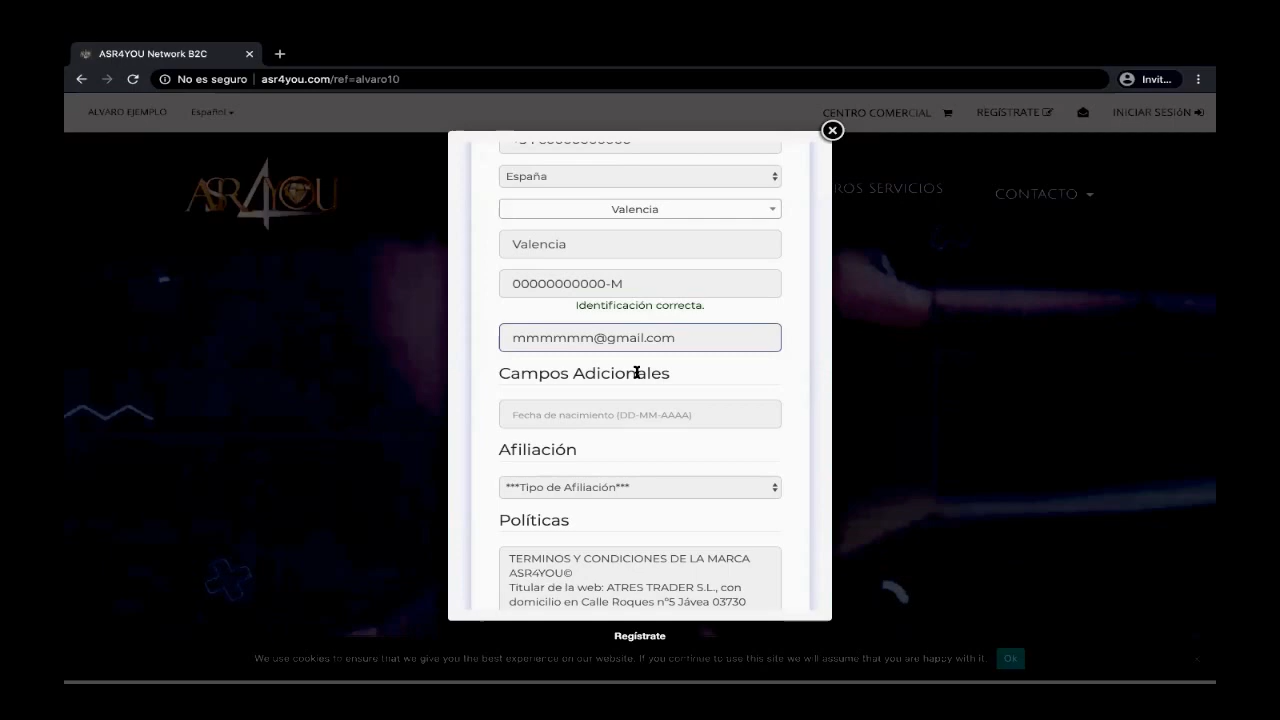 ASR4YOU Network B2C
No es seguro | asr4you.com/ref=alvaro10
Invit...
ALVARO EJEMPLO
Español
CENTRO COMERCIAL
REGÍSTRATE
INICIAR SESIÓN
ASR4YOU
ROS SERVICIOS
CONTACTO
España
Valencia
Valencia
00000000000-M
Identificación correcta.
mmmmmm@gmail.com
Campos Adicionales
Fecha de nacimiento (DD-MM-AAAA)
Afiliación
***Tipo de Afiliación***
Políticas
TERMINOS Y CONDICIONES DE LA MARCA
ASR4YOU©
Titular de la web: ATRES TRADER S.L., con
domicilio en Calle Roques nº5 Jávea 03730
Regístrate
We use cookies to ensure that we give you the best experience on our website. If you continue to use this site we will assume that you are happy with it.
Ok